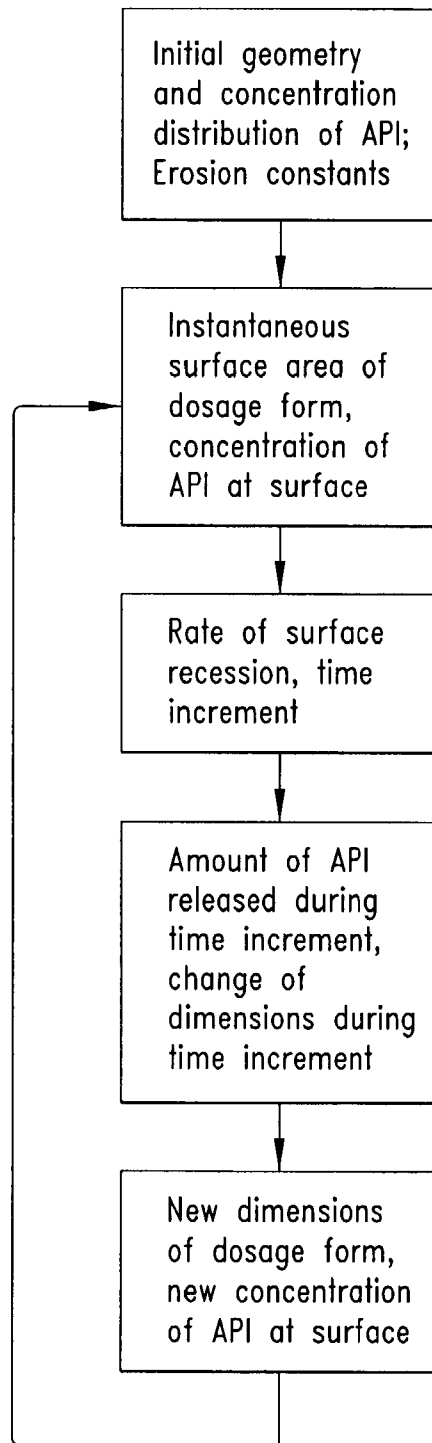 Initial geometry
and concentration
distribution of API;
Erosion constants
Instantaneous
surface area of
dosage form,
concentration of
API at surface
Rate of surface
recession, time
increment
Amount of API
released during
time increment,
change of
dimensions during
time increment
New dimensions
of dosage form,
new concentration
of API at surface